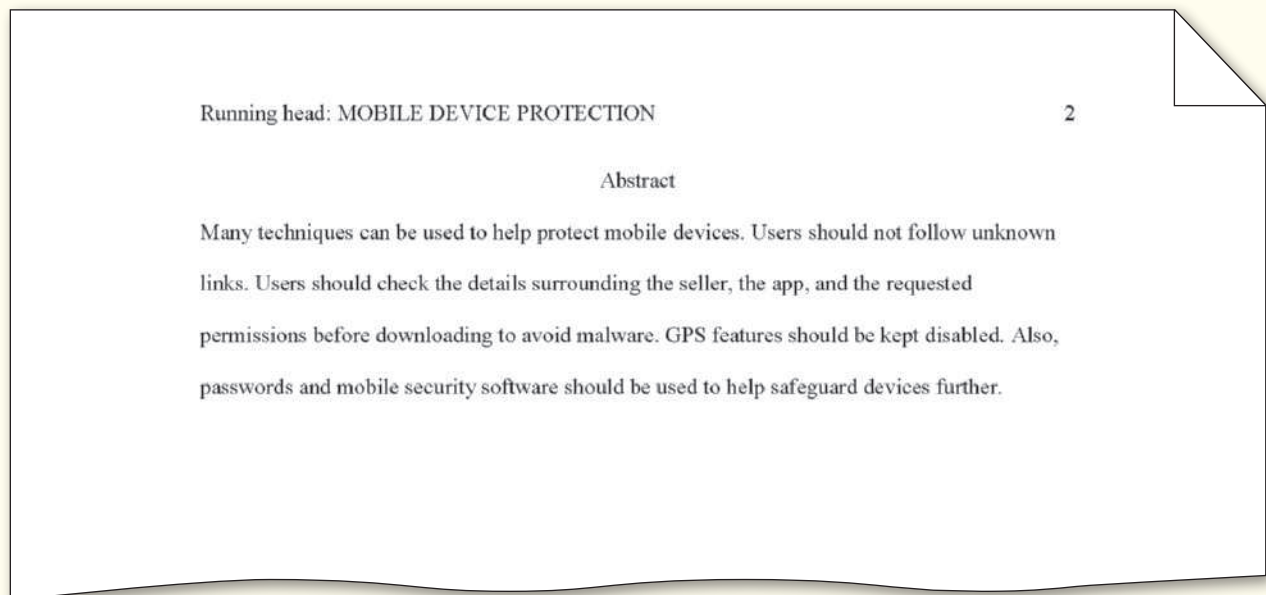 Running head: MOBILE DEVICE PROTECTION 2
Abstract
Many techniques can be used to help protect mobile devices. Users should not follow unknown
links. Users should check the details surrounding the seller, the app, and the requested
permissions before downloading to avoid malware. GPS features should be kept disabled. Also,
passwords and mobile security software should be used to help safeguard devices further.